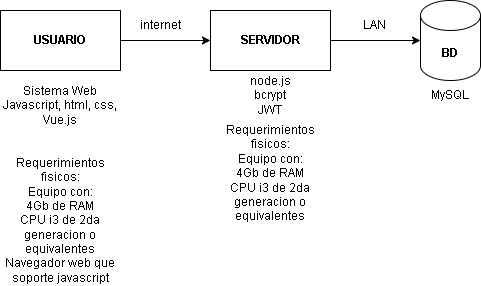 USUARIO
internet
SERVIDOR
LAN
BD
Sistema Web
Javascript, html, css,
Vue.js
Requerimientos
fisicos:
Equipo con:
4Gb de RAM
CPU i3 de 2da
generacion o
equivalentes
Navegador web que
soporte javascript
node.js
bcrypt
JWT
Requerimientos
fisicos:
Equipo con:
4Gb de RAM
CPU i3 de 2da
generacion o
equivalentes
MySQL